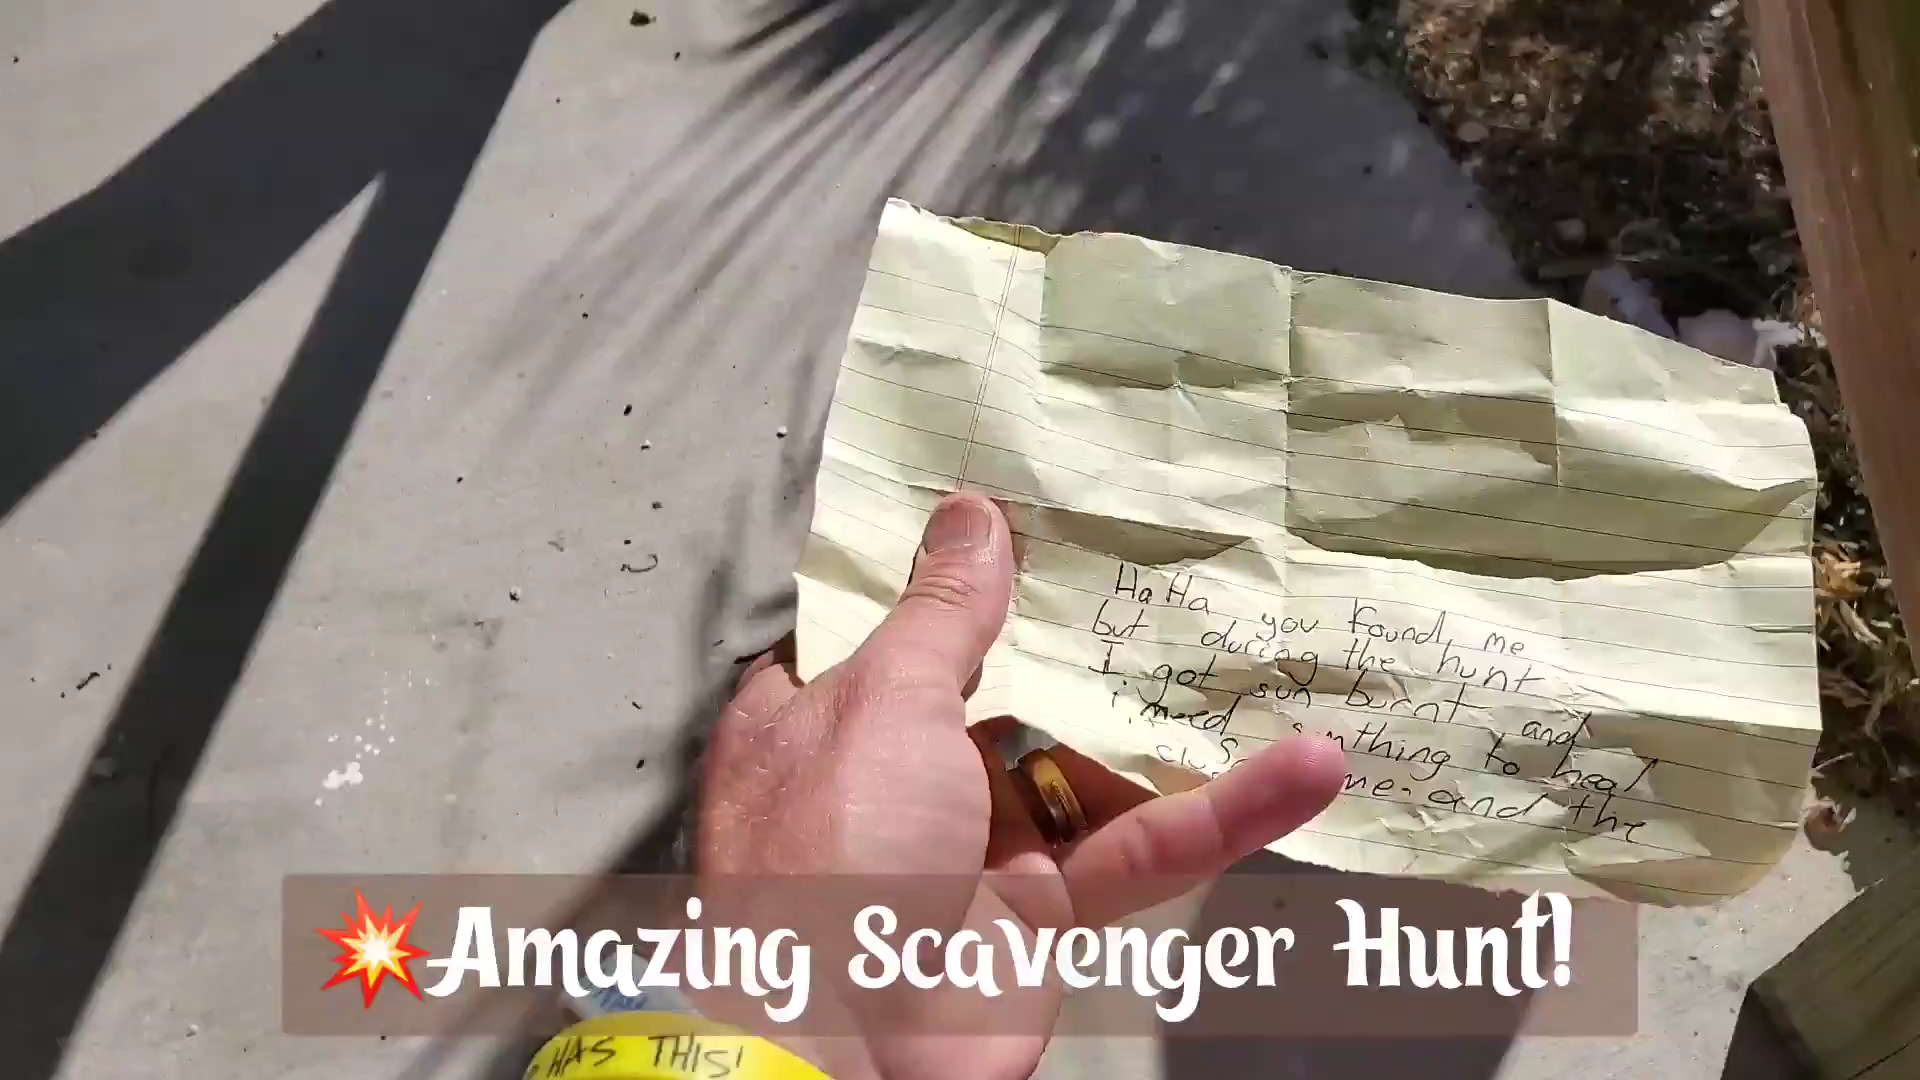 Ha Ha you found me
but during the hunt
I got sun burnt and
i need somthing to heal
me. and the
💥Amazing Scavenger Hunt!
HAS THIS!